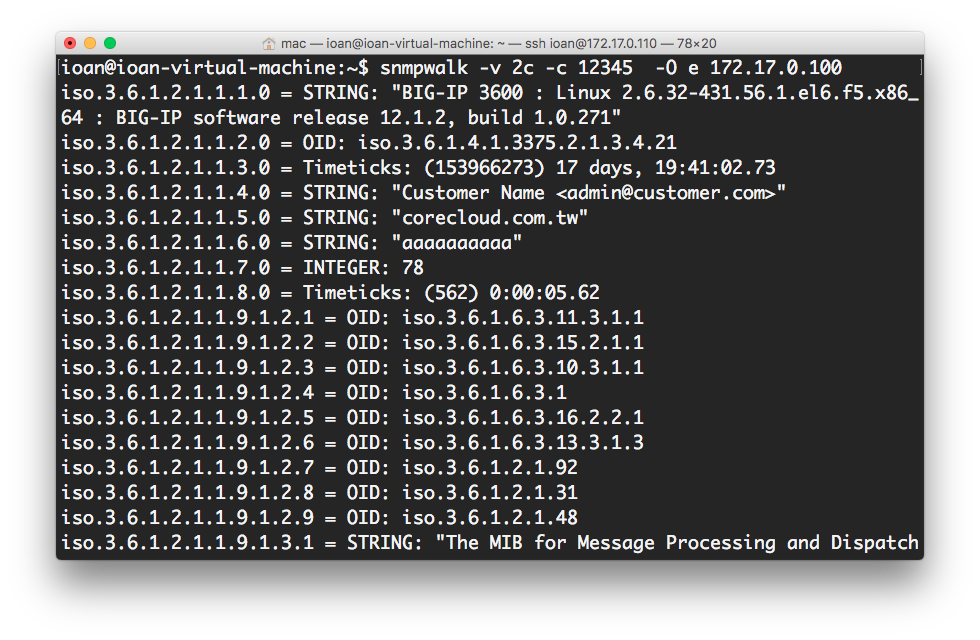 mac — ioan@ioan-virtual-machine: ~ — ssh ioan@172.17.0.110 — 78×20
[ioan@ioan-virtual-machine:~$ snmpwalk -v 2c -c 12345  -O e 172.17.0.100 ]
iso.3.6.1.2.1.1.1.0 = STRING: "BIG-IP 3600 : Linux 2.6.32-431.56.1.el6.f5.x86_
64 : BIG-IP software release 12.1.2, build 1.0.271"
iso.3.6.1.2.1.1.2.0 = OID: iso.3.6.1.4.1.3375.2.1.3.4.21
iso.3.6.1.2.1.1.3.0 = Timeticks: (153966273) 17 days, 19:41:02.73
iso.3.6.1.2.1.1.4.0 = STRING: "Customer Name <admin@customer.com>"
iso.3.6.1.2.1.1.5.0 = STRING: "corecloud.com.tw"
iso.3.6.1.2.1.1.6.0 = STRING: "aaaaaaaaaa"
iso.3.6.1.2.1.1.7.0 = INTEGER: 78
iso.3.6.1.2.1.1.8.0 = Timeticks: (562) 0:00:05.62
iso.3.6.1.2.1.1.9.1.2.1 = OID: iso.3.6.1.6.3.11.3.1.1
iso.3.6.1.2.1.1.9.1.2.2 = OID: iso.3.6.1.6.3.15.2.1.1
iso.3.6.1.2.1.1.9.1.2.3 = OID: iso.3.6.1.6.3.10.3.1.1
iso.3.6.1.2.1.1.9.1.2.4 = OID: iso.3.6.1.6.3.1
iso.3.6.1.2.1.1.9.1.2.5 = OID: iso.3.6.1.6.3.16.2.2.1
iso.3.6.1.2.1.1.9.1.2.6 = OID: iso.3.6.1.6.3.13.3.1.3
iso.3.6.1.2.1.1.9.1.2.7 = OID: iso.3.6.1.2.1.92
iso.3.6.1.2.1.1.9.1.2.8 = OID: iso.3.6.1.2.1.31
iso.3.6.1.2.1.1.9.1.2.9 = OID: iso.3.6.1.2.1.48
iso.3.6.1.2.1.1.9.1.3.1 = STRING: "The MIB for Message Processing and Dispatch